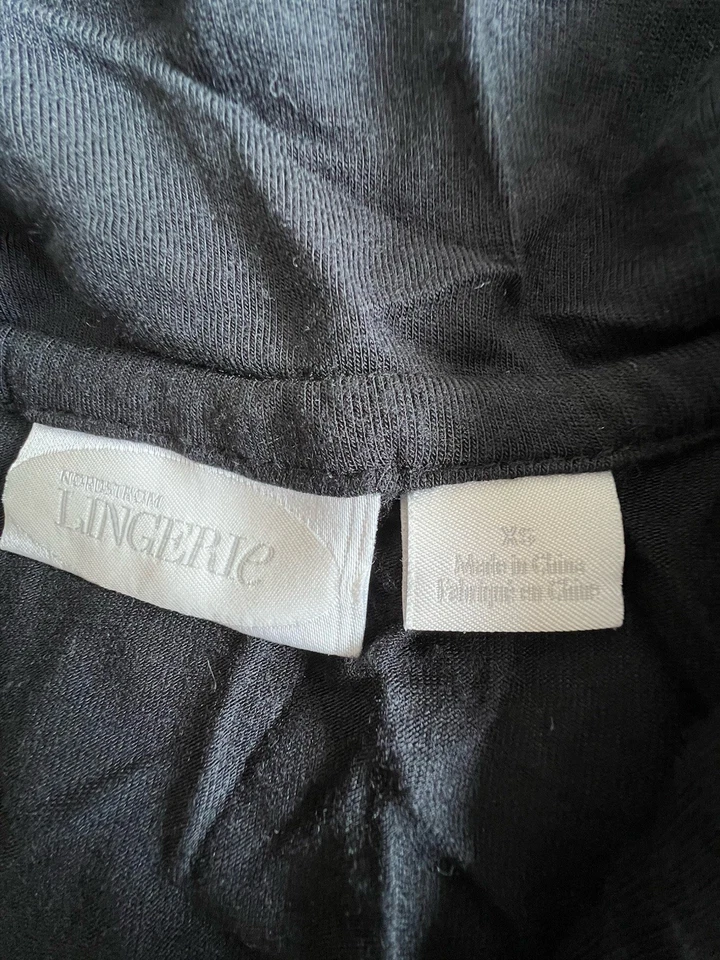 NORDSTROM
LINGERIe
XS
Made in China
Fabriqué en Chine